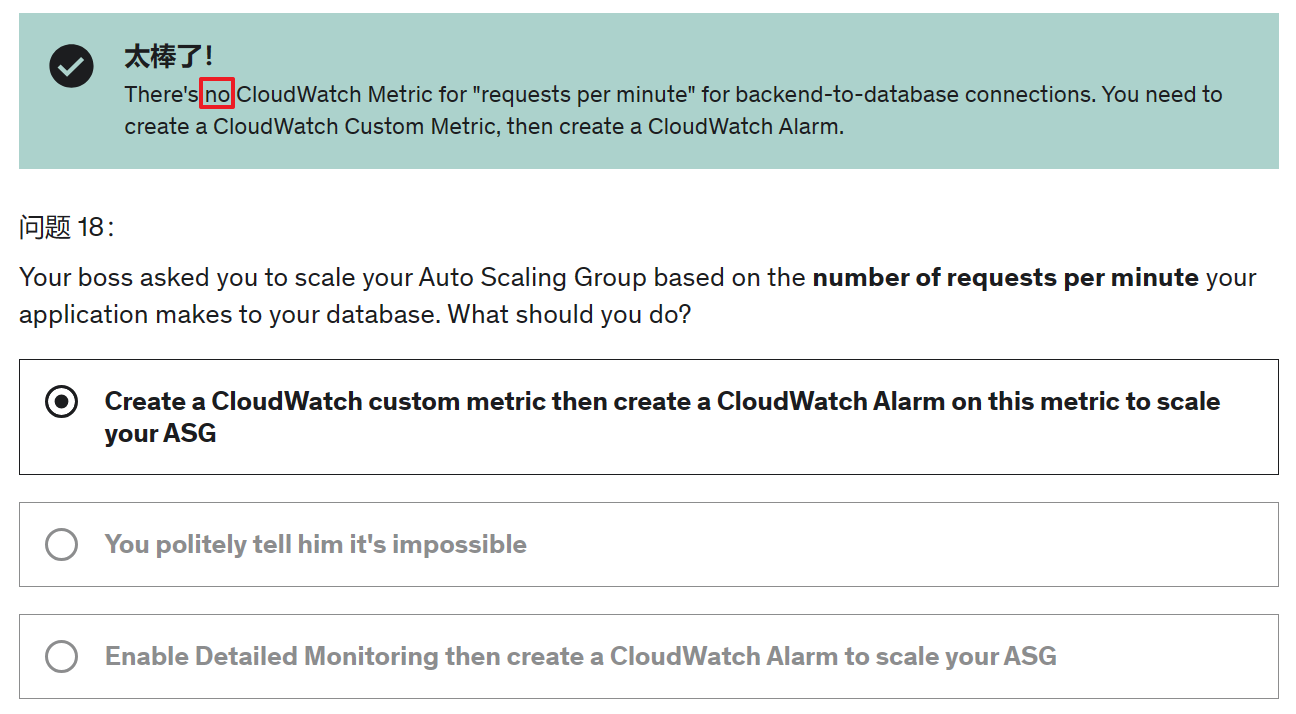 太棒了!
There's no CloudWatch Metric for "requests per minute" for backend-to-database connections. You need to
create a CloudWatch Custom Metric, then create a CloudWatch Alarm.
问题 18:
Your boss asked you to scale your Auto Scaling Group based on the number of requests per minute your
application makes to your database. What should you do?
Create a CloudWatch custom metric then create a CloudWatch Alarm on this metric to scale
your ASG
You politely tell him it's impossible
Enable Detailed Monitoring then create a CloudWatch Alarm to scale your ASG